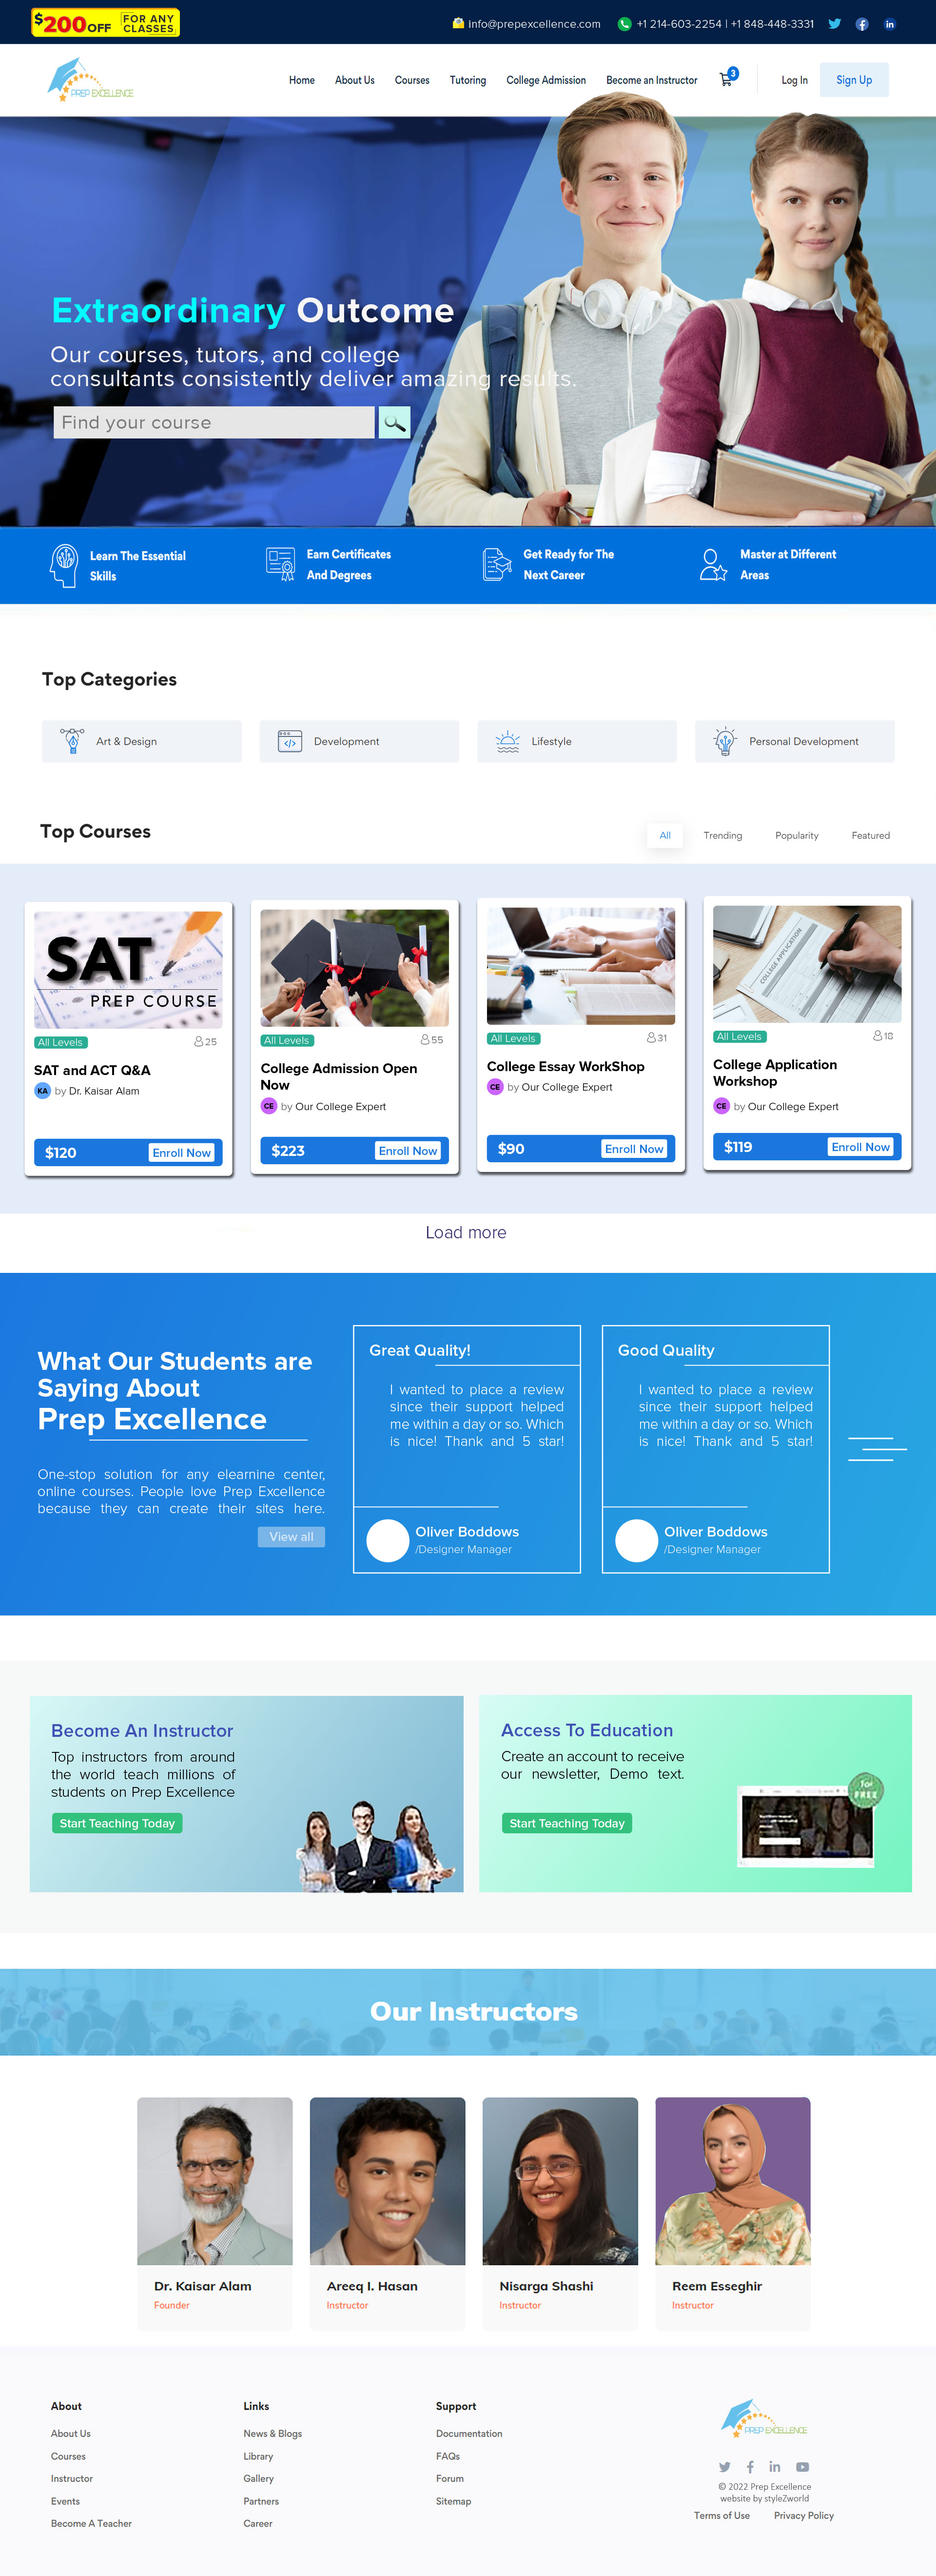 $200 OFF
FOR ANY
CLASSES
info@prepexcellence.com
+1 214-603-2254 | +1 848-448-3331
PREP EXCELLENCE
Home About Us Courses Tutoring College Admission Become an Instructor 3 Log In Sign Up
Extraordinary Outcome
Our courses, tutors, and college
consultants consistently deliver amazing results.
Find your course
Learn The Essential
Skills
Earn Certificates
And Degrees
Get Ready for The
Next Career
Master at Different
Areas
Top Categories
Art & Design
Development
Lifestyle
Personal Development
Top Courses
All Trending Popularity Featured
SAT
PREP COURSE
All Levels 25
SAT and ACT Q&A
KA by Dr. Kaisar Alam
$120 Enroll Now
All Levels 55
College Admission Open
Now
CE by Our College Expert
$223 Enroll Now
All Levels 31
College Essay WorkShop
CE by Our College Expert
$90 Enroll Now
COLLEGE APPLICATION
All Levels 18
College Application
Workshop
CE by Our College Expert
$119 Enroll Now
Load more
What Our Students are
Saying About
Prep Excellence
One-stop solution for any elearnine center,
online courses. People love Prep Excellence
because they can create their sites here.
View all
Great Quality!
I wanted to place a review
since their support helped
me within a day or so. Which
is nice! Thank and 5 star!
Oliver Boddows
/Designer Manager
Good Quality
I wanted to place a review
since their support helped
me within a day or so. Which
is nice! Thank and 5 star!
Oliver Boddows
/Designer Manager
Become An Instructor
Top instructors from around
the world teach millions of
students on Prep Excellence
Start Teaching Today
Access To Education
Create an account to receive
our newsletter, Demo text.
Start Teaching Today
for
FREE
Our Instructors
Dr. Kaisar Alam
Founder
Areeq I. Hasan
Instructor
Nisarga Shashi
Instructor
Reem Esseghir
Instructor
About
About Us
Courses
Instructor
Events
Become A Teacher
Links
News & Blogs
Library
Gallery
Partners
Career
Support
Documentation
FAQs
Forum
Sitemap
PREP EXCELLENCE
© 2022 Prep Excellence
website by styleZworld
Terms of Use Privacy Policy